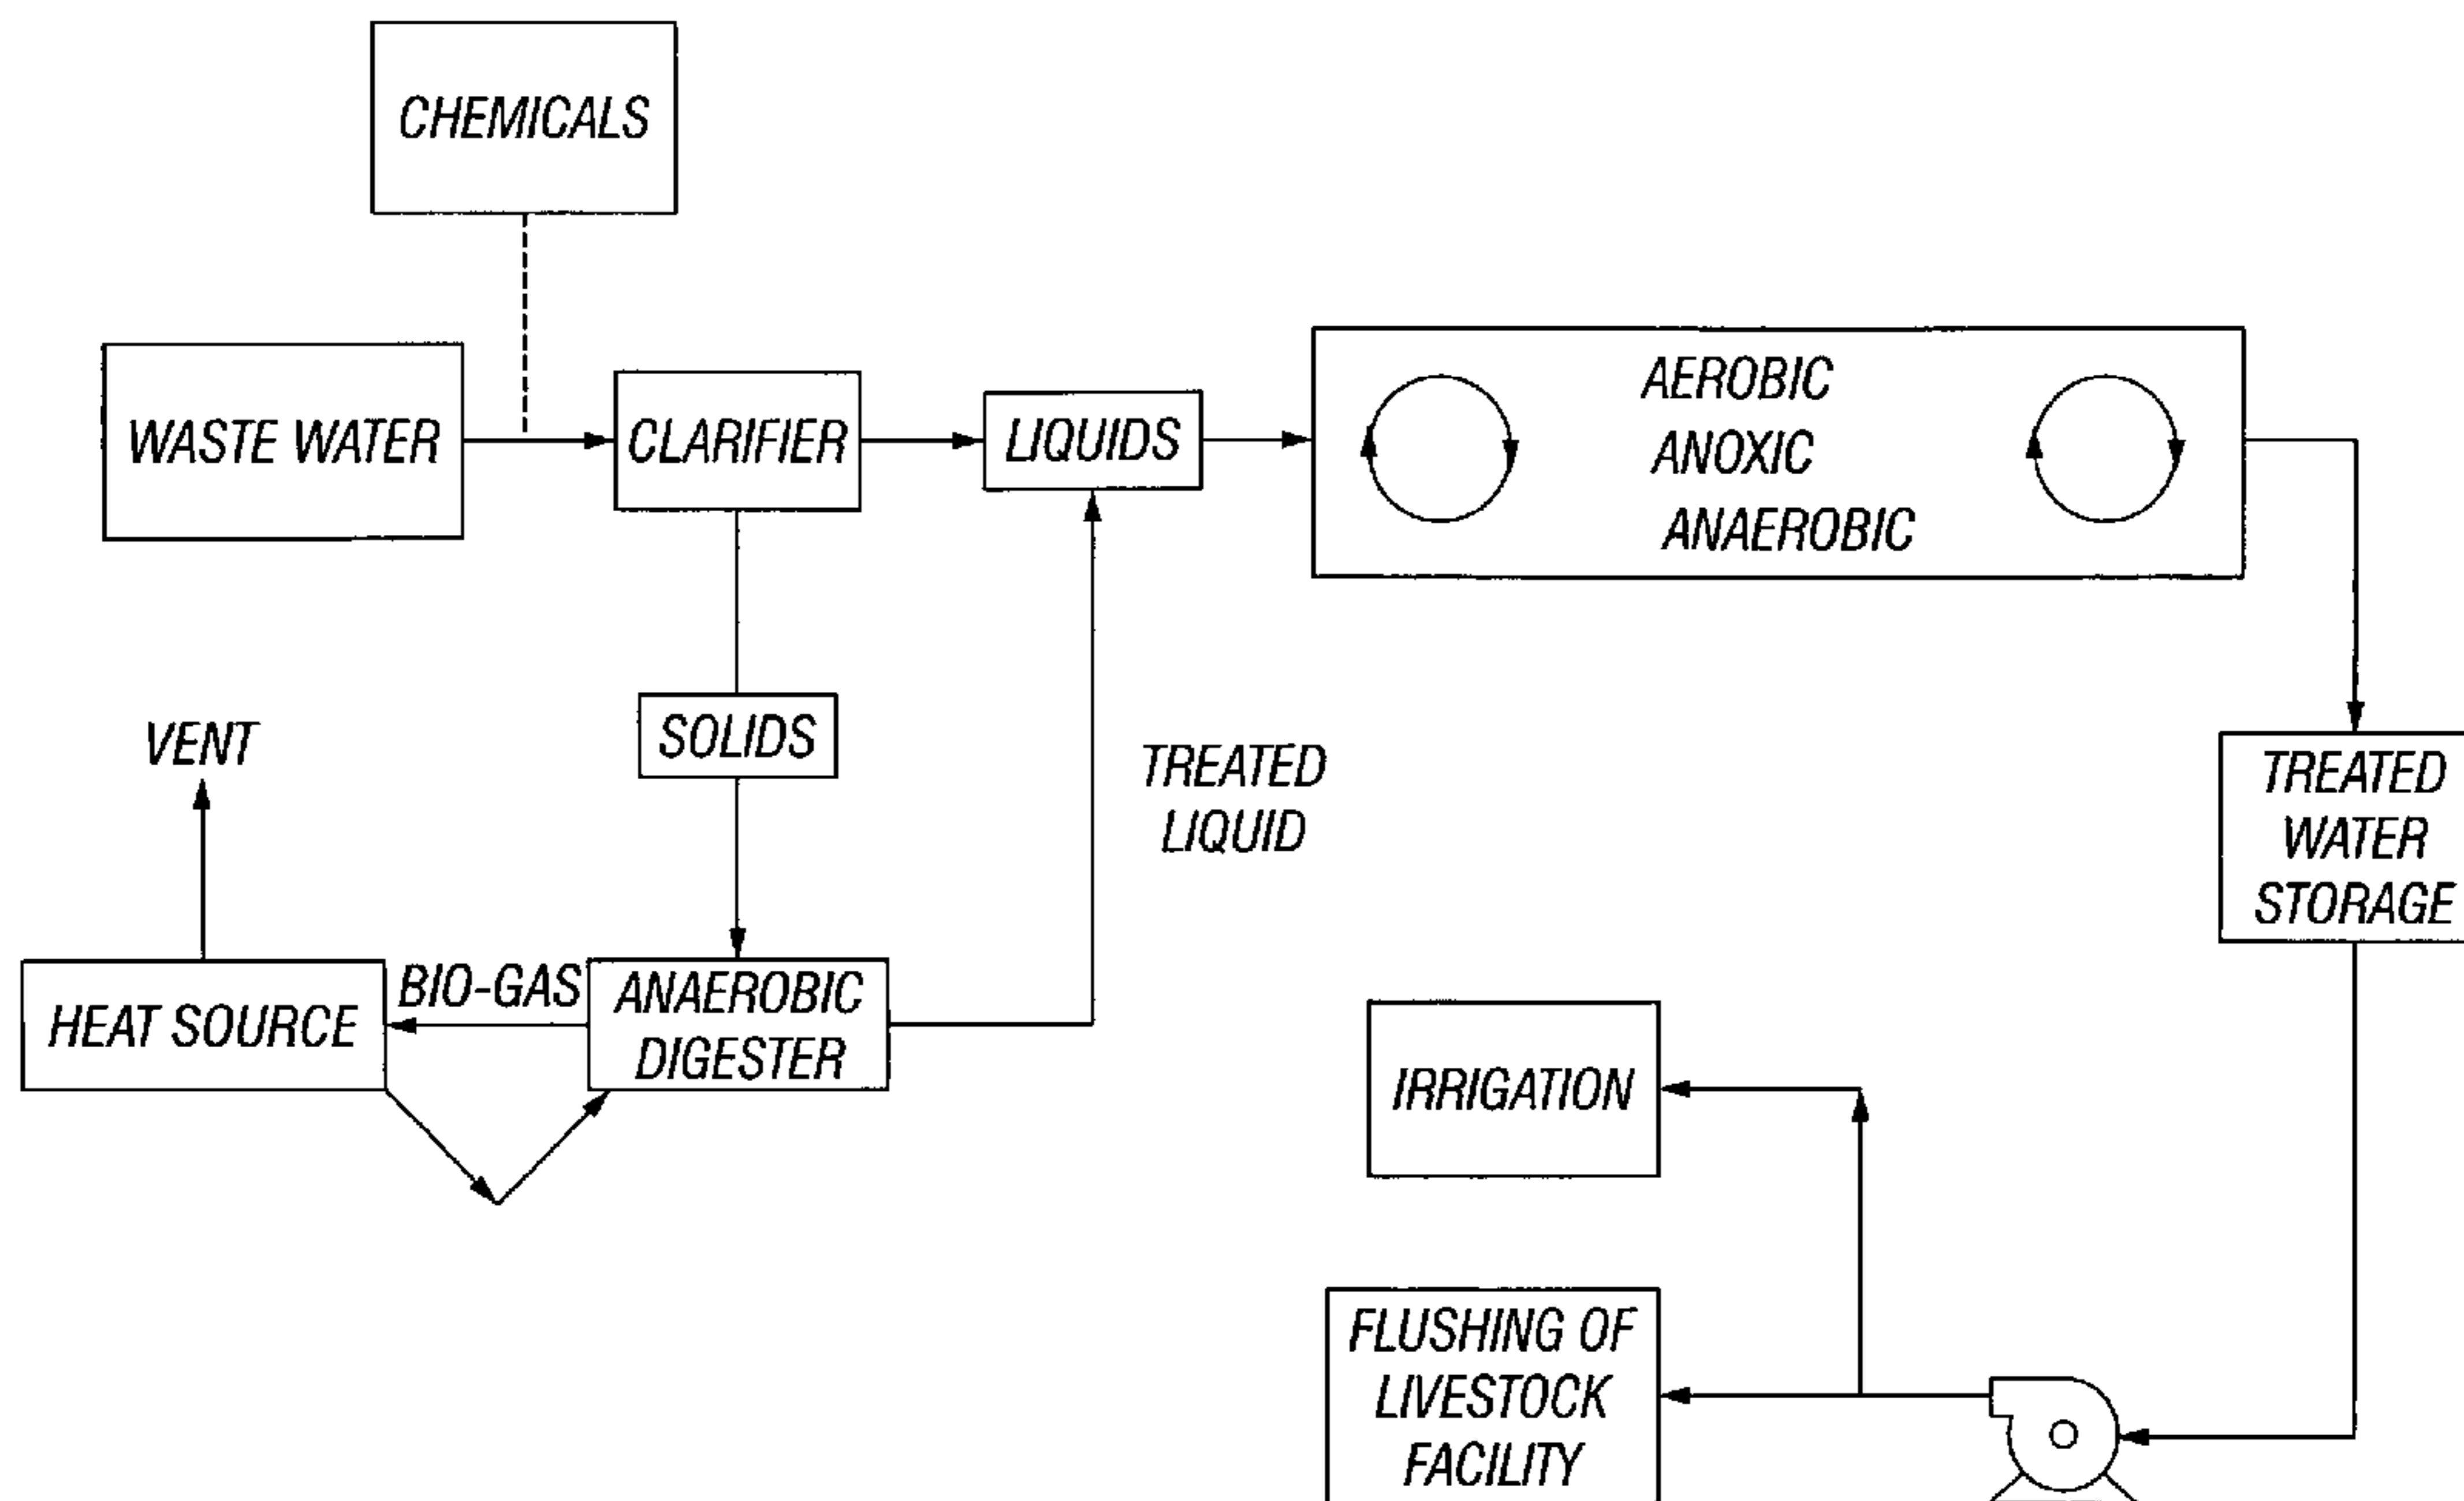 CHEMICALS
WASTE WATER
CLARIFIER
LIQUIDS
AEROBIC
ANOXIC
ANAEROBIC
SOLIDS
VENT
TREATED
LIQUID
TREATED
WATER
STORAGE
HEAT SOURCE
BIO-GAS
ANAEROBIC
DIGESTER
IRRIGATION
FLUSHING OF
LIVESTOCK
FACILITY